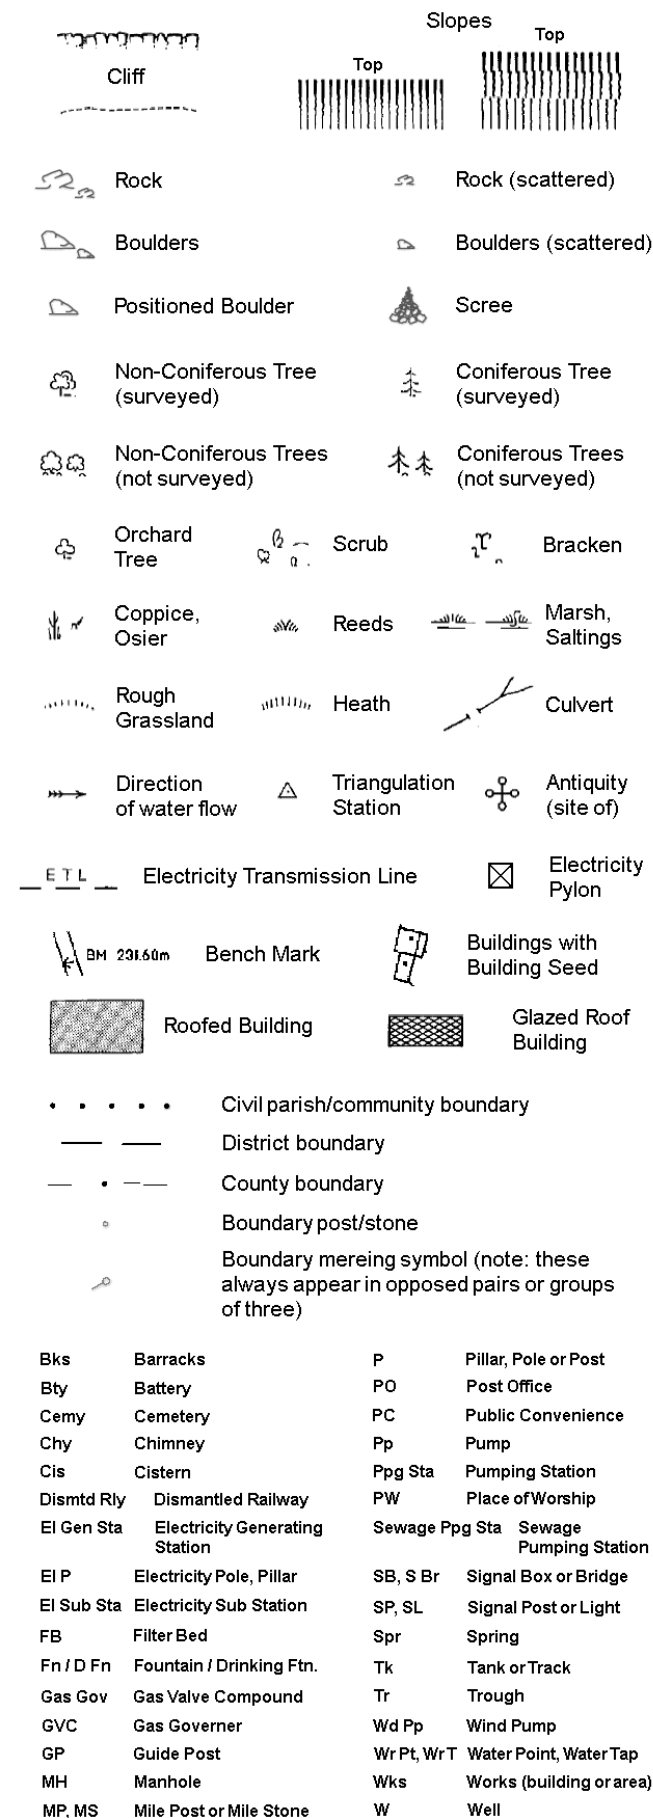 Slopes
Top
Top
Cliff
Rock
Rock (scattered)
Boulders
Boulders (scattered)
Positioned Boulder
Scree
Non-Coniferous Tree
(surveyed)
Coniferous Tree
(surveyed)
Non-Coniferous Trees
(not surveyed)
Coniferous Trees
(not surveyed)
Orchard
Tree
Scrub
Bracken
Coppice,
Osier
Reeds
Marsh,
Saltings
Rough
Grassland
Heath
Culvert
Direction
of water flow
Triangulation
Station
Antiquity
(site of)
E T L
Electricity Transmission Line
Electricity
Pylon
BM 231.60m
Bench Mark
Buildings with
Building Seed
Roofed Building
Glazed Roof
Building
Civil parish/community boundary
District boundary
County boundary
Boundary post/stone
Boundary mereing symbol (note: these
always appear in opposed pairs or groups
of three)
Bks Barracks P Pillar, Pole or Post
Bty Battery PO Post Office
Cemy Cemetery PC Public Convenience
Chy Chimney Pp Pump
Cis Cistern Ppg Sta Pumping Station
Dismtd Rly Dismantled Railway PW Place of Worship
El Gen Sta Electricity Generating
Station
Sewage Ppg Sta Sewage
Pumping Station
El P Electricity Pole, Pillar SB, S Br Signal Box or Bridge
El Sub Sta Electricity Sub Station SP, SL Signal Post or Light
FB Filter Bed Spr Spring
Fn / D Fn Fountain / Drinking Ftn. Tk Tank or Track
Gas Gov Gas Valve Compound Tr Trough
GVC Gas Governer Wd Pp Wind Pump
GP Guide Post Wr Pt, Wr T Water Point, Water Tap
MH Manhole Wks Works (building or area)
MP, MS Mile Post or Mile Stone W Well